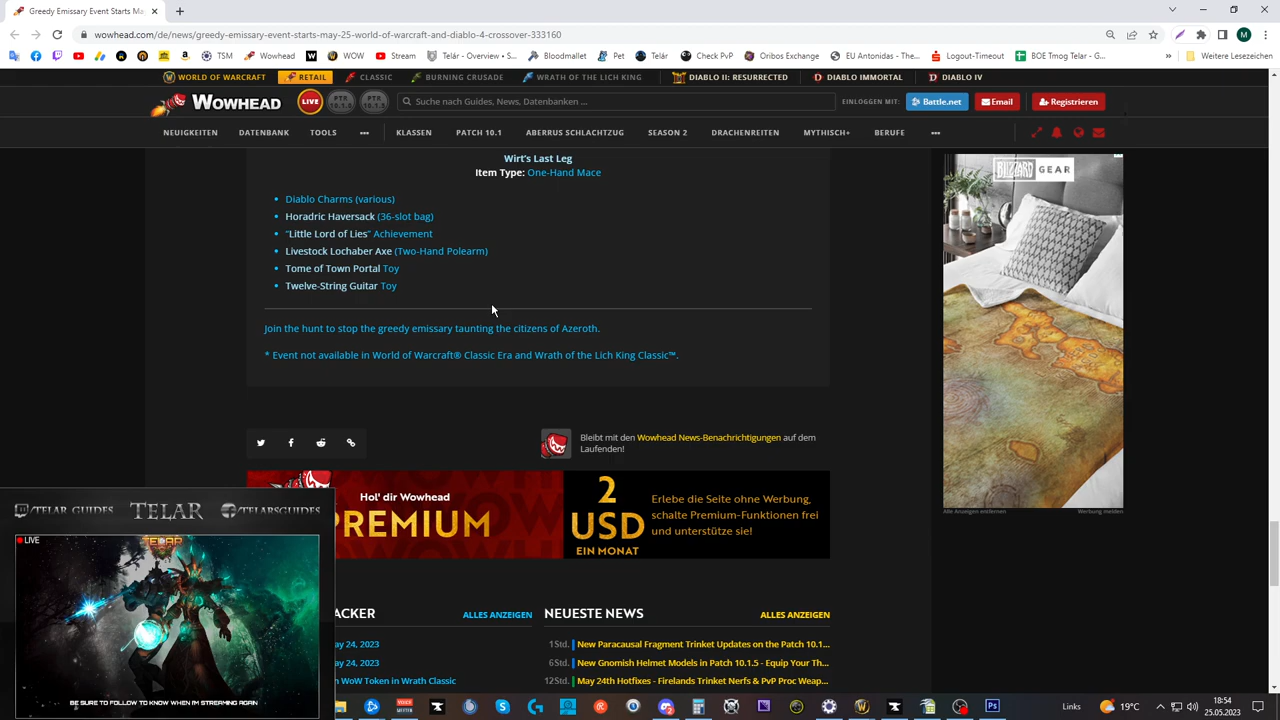 Greedy Emissary Event Starts Ma
wowhead.com/de/news/greedy-emissary-event-starts-may-25-world-of-warcraft-and-diablo-4-crossover-333160
TSM
Wowhead
WOW
Stream
Telár - Overview •...
Bloodmallet
Pet
Telár
Check PvP
Oribos Exchange
EU Antonidas - The...
Logout-Timeout
BOE Tmog Telar - G...
Weitere Lesezeichen
WORLD OF WARCRAFT
RETAIL
CLASSIC
BURNING CRUSADE
WRATH OF THE LICH KING
DIABLO II: RESURRECTED
DIABLO IMMORTAL
DIABLO IV
WOWHEAD
LIVE
PTR 10.1.5
Suche nach Guides, News, Datenbanken ...
EINLOGGEN MIT:
Battle.net
Email
Registrieren
NEUIGKEITEN
DATENBANK
TOOLS
KLASSEN
PATCH 10.1
ABERRUS SCHLACHTZUG
SEASON 2
DRACHENREITEN
MYTHISCH+
BERUFE
Wirt's Last Leg
Item Type: One-Hand Mace
Diablo Charms (various)
Horadric Haversack (36-slot bag)
"Little Lord of Lies" Achievement
Livestock Lochaber Axe (Two-Hand Polearm)
Tome of Town Portal Toy
Twelve-String Guitar Toy
Join the hunt to stop the greedy emissary taunting the citizens of Azeroth.
* Event not available in World of Warcraft® Classic Era and Wrath of the Lich King Classic™.
BLIZZARD GEAR
Alle Anzeigen entfernen
Werbung melden
Bleibt mit den Wowhead News-Benachrichtigungen auf dem
Laufenden!
Hol' dir Wowhead
PREMIUM
2
USD
EIN MONAT
Erlebe die Seite ohne Werbung,
schalte Premium-Funktionen frei
und unterstütze sie!
TELAR GUIDES
TELAR
TELARSGUIDES
LIVE
TELAR
BE SURE TO FOLLOW TO KNOW WHEN I'M STREAMING AGAIN
ACKER
ALLES ANZEIGEN
ay 24, 2023
ay 24, 2023
n WoW Token in Wrath Classic
NEUESTE NEWS
ALLES ANZEIGEN
1Std.
New Paracausal Fragment Trinket Updates on the Patch 10.1...
6Std.
New Gnomish Helmet Models in Patch 10.1.5 - Equip Your Th...
12Std.
May 24th Hotfixes - Firelands Trinket Nerfs & PvP Proc Weap...
Links
19°C
18:54
25.05.2023